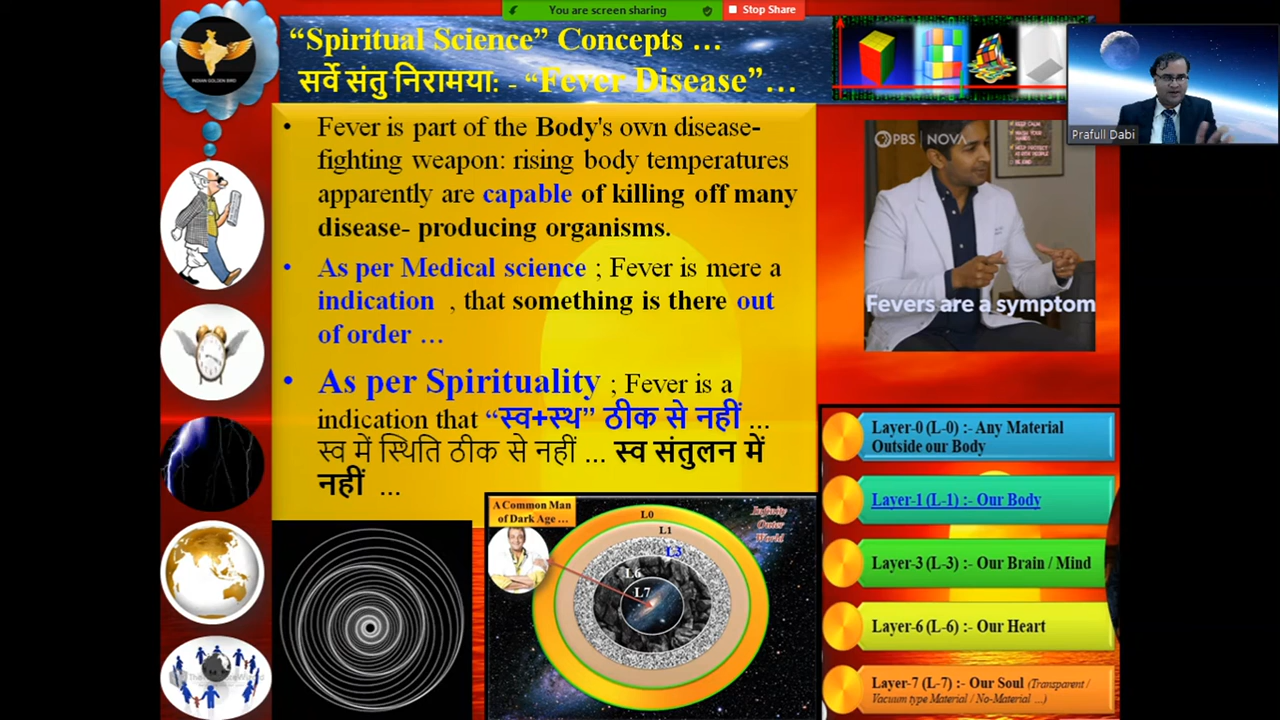 You are screen sharing
Stop Share
“Spiritual Science” Concepts …
सर्वे संतु निरामयाः - “Fever Disease”…
INDIAN GOLDEN BIRD
Prafull Dabi
• Fever is part of the Body's own disease-
fighting weapon: rising body temperatures
apparently are capable of killing off many
disease- producing organisms.
• As per Medical science ; Fever is mere a
indication , that something is there out
of order …
• As per Spirituality ; Fever is a
indication that “स्व+स्थ” ठीक से नहीं …
स्व में स्थिति ठीक से नहीं … स्व संतुलन में
नहीं …
PBS NOVA
Fevers are a symptom
A Common Man
of Dark Age …
Infinity
Outer
World
L0
L1
L3
L6
L7
Layer-0 (L-0) :- Any Material
Outside our Body
Layer-1 (L-1) :- Our Body
Layer-3 (L-3) :- Our Brain / Mind
Layer-6 (L-6) :- Our Heart
Layer-7 (L-7) :- Our Soul (Transparent /
Vacuum type Material / No-Material ...)